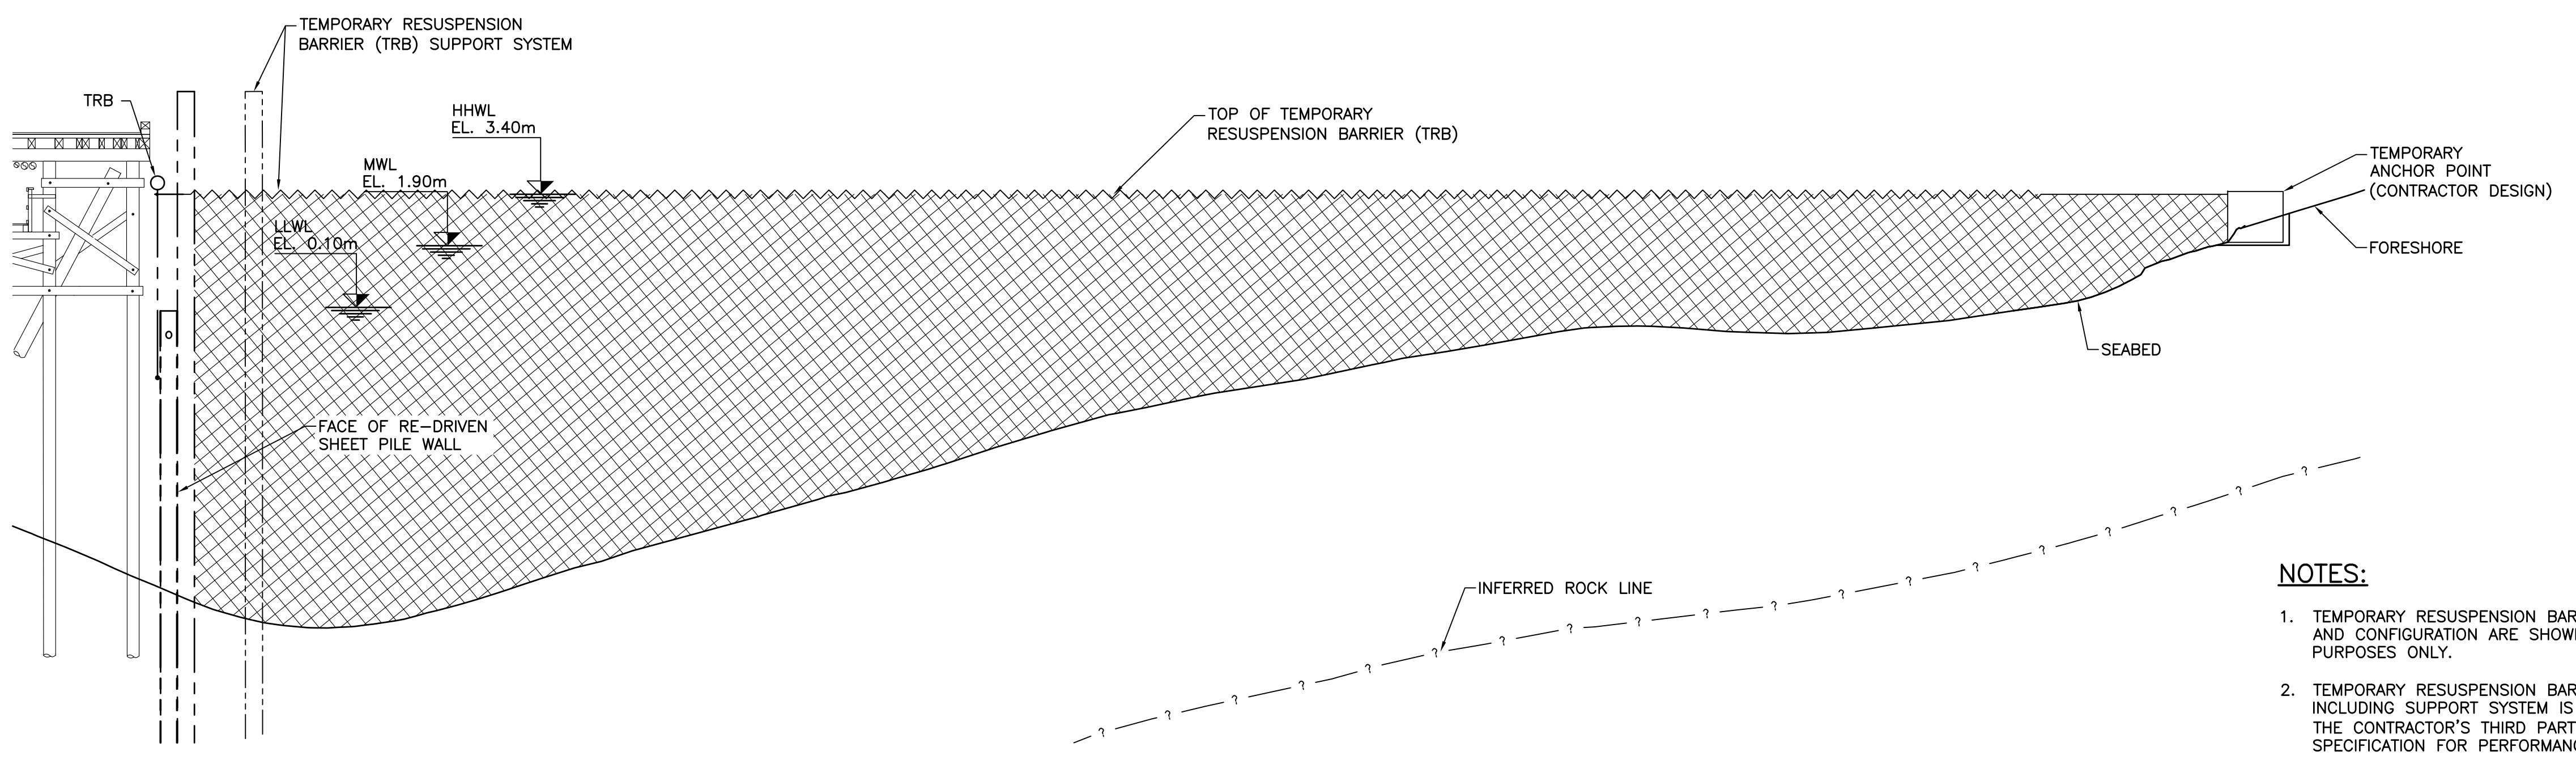 TEMPORARY RESUSPENSION
BARRIER (TRB) SUPPORT SYSTEM
TRB
HHWL
EL. 3.40m
MWL
EL. 1.90m
LLWL
EL. 0.10m
TOP OF TEMPORARY
RESUSPENSION BARRIER (TRB)
TEMPORARY
ANCHOR POINT
(CONTRACTOR DESIGN)
FORESHORE
SEABED
FACE OF RE-DRIVEN
SHEET PILE WALL
INFERRED ROCK LINE
? ? ? ? ? ? ? ? ? ? ? ? ? ? ? ? ? ? ?
NOTES:
1. TEMPORARY RESUSPENSION BAR
AND CONFIGURATION ARE SHOW
PURPOSES ONLY.
2. TEMPORARY RESUSPENSION BAR
INCLUDING SUPPORT SYSTEM IS
THE CONTRACTOR'S THIRD PART
SPECIFICATION FOR PERFORMANC